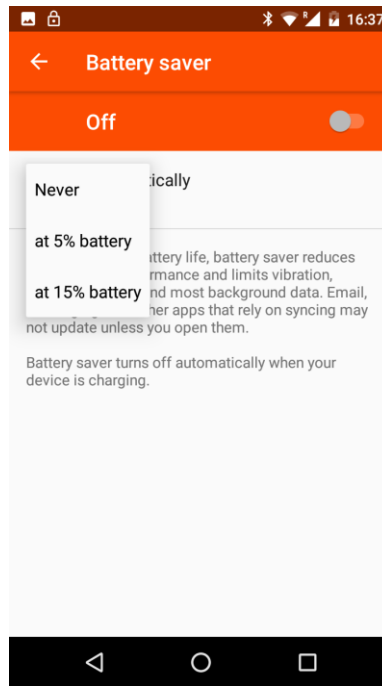 R 16:37
Battery saver
Off
Never
ically
at 5% battery
ttery life, battery saver reduces
rmance and limits vibration,
at 15% battery
nd most background data. Email,
her apps that rely on syncing may
not update unless you open them.
Battery saver turns off automatically when your
device is charging.